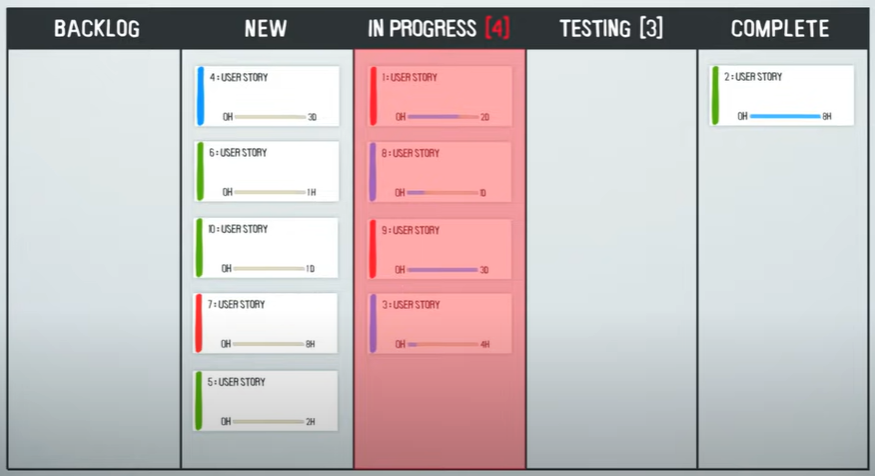 BACKLOG
NEW
IN PROGRESS [4]
TESTING [3]
COMPLETE
4: USER STORY
0H 3D
6: USER STORY
0H 1H
10: USER STORY
0H 1D
7: USER STORY
0H 8H
5: USER STORY
0H 2H
1: USER STORY
0H 2D
8: USER STORY
0H 1D
9: USER STORY
0H 3D
3: USER STORY
0H 4H
2: USER STORY
0H 8H